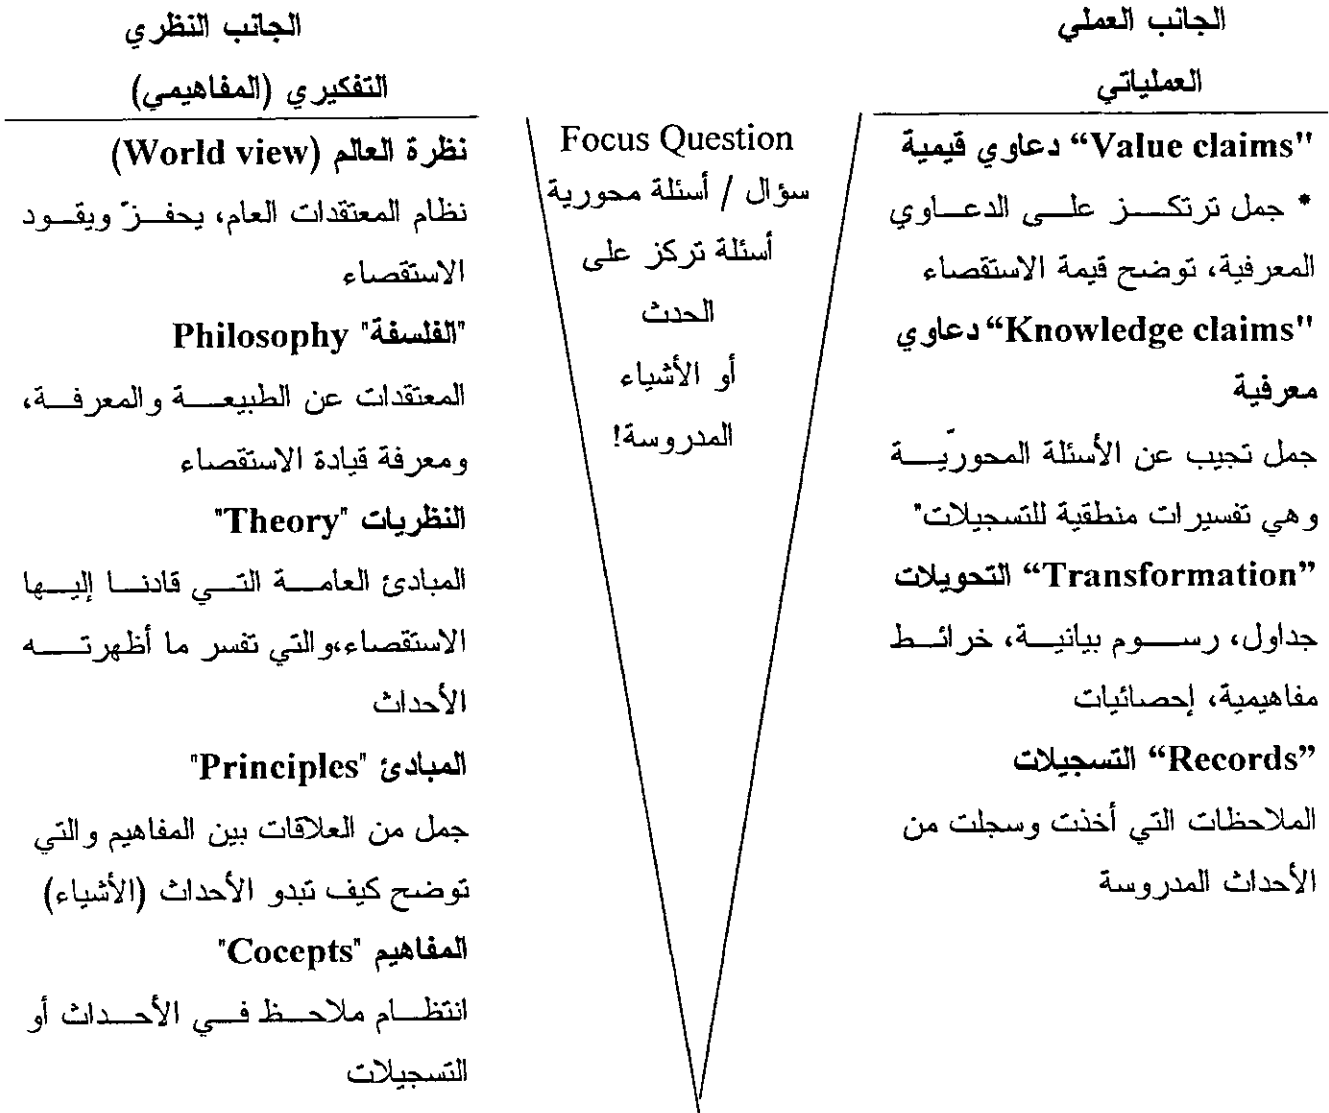 الجانب العملي
العملياتي
"Value claims“ دعاوي قيمية
* جمل ترتكز على الدعاوي
المعرفية، توضح قيمة الاستقصاء
"Knowledge claims“ دعاوي
معرفية
جمل تجيب عن الأسئلة المحوريّة
وهي تفسيرات منطقية للتسجيلات"
”Transformation“ التحويلات
جداول، رسوم بيانية، خرائط
مفاهيمية، إحصائيات
”Records“ التسجيلات
الملاحظات التي أخذت وسجلت من
الأحداث المدروسة
Focus Question
سؤال / أسئلة محورية
أسئلة تركز على
الحدث
أو الأشياء
المدروسة!
الجانب النظري
التفكيري (المفاهيمي)
نظرة العالم (World view)
نظام المعتقدات العام، يحفزّ ويقود
الاستقصاء
"الفلسفة" Philosophy
المعتقدات عن الطبيعة والمعرفة،
ومعرفة قيادة الاستقصاء
النظريات "Theory"
المبادئ العامة التي قادنا إليها
الاستقصاء،والتي تفسر ما أظهرته
الأحداث
المبادئ "Principles"
جمل من العلاقات بين المفاهيم والتي
توضح كيف تبدو الأحداث (الأشياء)
المفاهيم "Cocepts"
انتظام ملاحظ في الأحداث أو
التسجيلات